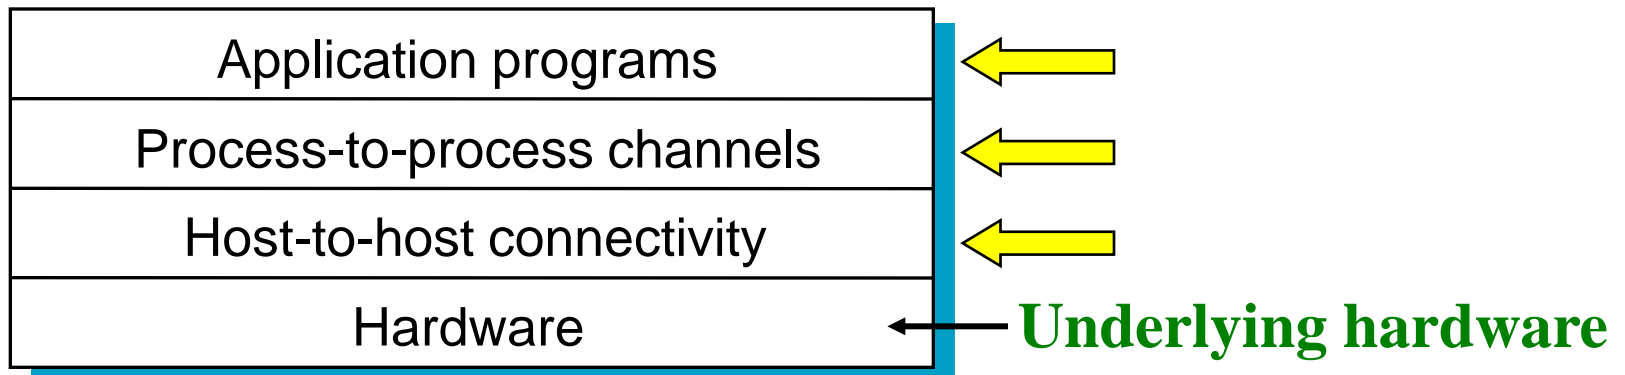 Application programs
Process-to-process channels
Host-to-host connectivity
Hardware
Underlying hardware